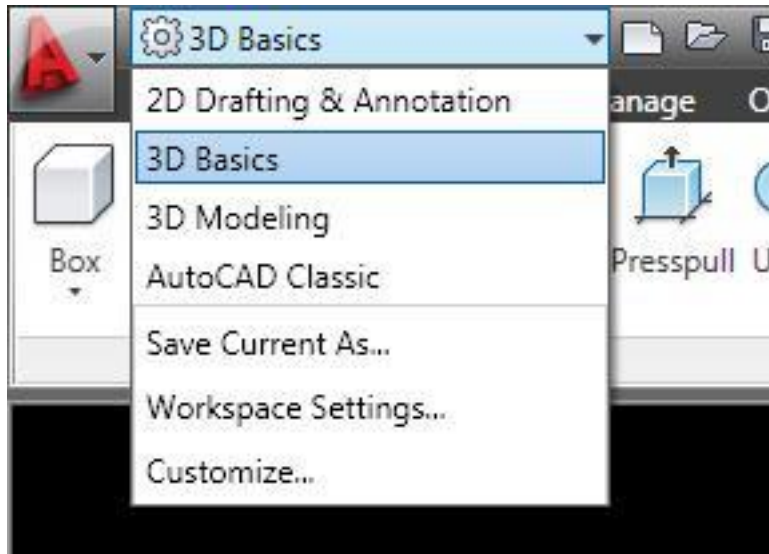 3D Basics
2D Drafting & Annotation
anage O
3D Basics
3D Modeling
Box
Presspull U
AutoCAD Classic
Save Current As...
Workspace Settings...
Customize...